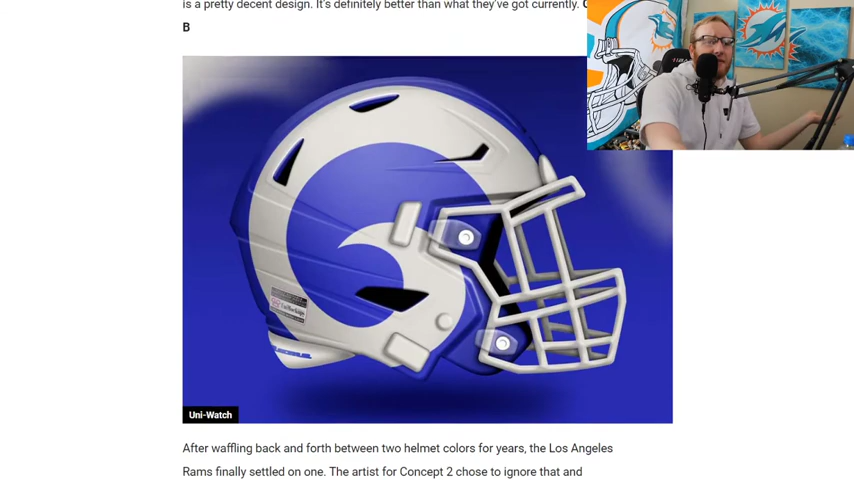 is a pretty decent design. It's definitely better than what they've got currently.
B
Uni-Watch
After waffling back and forth between two helmet colors for years, the Los Angeles
Rams finally settled on one. The artist for Concept 2 chose to ignore that and